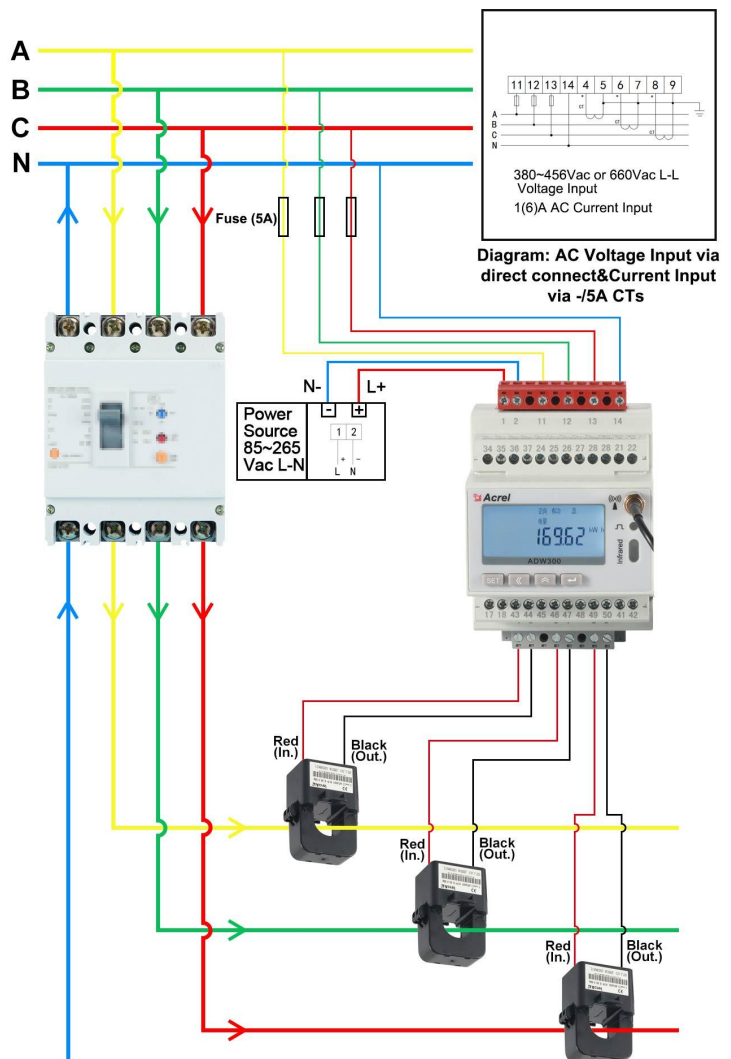 A
B
C
N
11 12 13 14 4 5 6 7 8 9
* * *
CT
CT
CT
A
B
C
N
380~456Vac or 660Vac L-L
Voltage Input
1(6)A AC Current Input
Diagram: AC Voltage Input via
direct connect&Current Input
via -/5A CTs
Fuse (5A)
N-
L+
Power
Source
85~265
Vac L-N
- +
1 2
+ -
L N
1 2 11 12 13 14
34 35 36 37 24 25 26 27 28 28 21 22
Acrel
169.62 kWh
Infrared
ADW300
SET
17 18 43 44 45 46 47 48 49 50 41 42
Red
(In.)
Black
(Out.)
Red
(In.)
Black
(Out.)
Red
(In.)
Black
(Out.)